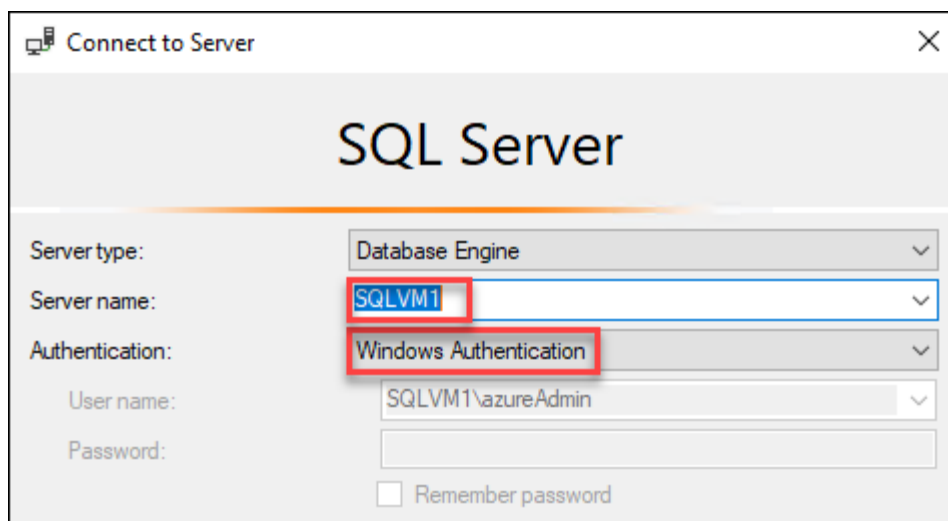 Connect to Server
SQL Server
Server type: Database Engine
Server name: SQLVM1
Authentication: Windows Authentication
User name: SQLVM1\azureAdmin
Password:
Remember password